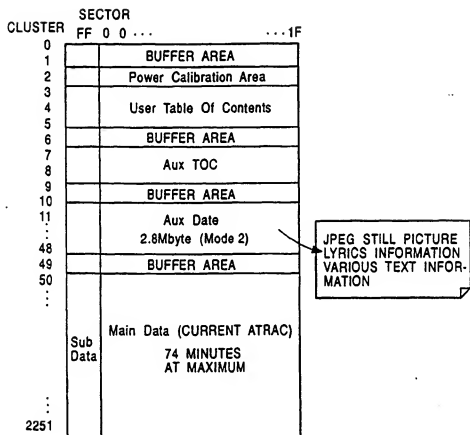 SECTOR
CLUSTER FF 0 0 ··· ···1F
0
1 BUFFER AREA
2 Power Calibration Area
3
4 User Table Of Contents
5
6 BUFFER AREA
7
8 Aux TOC
9
10 BUFFER AREA
11 Aux Date
⋮ 2.8Mbyte (Mode 2)
48
49 BUFFER AREA
50
⋮
JPEG STILL PICTURE
LYRICS INFORMATION
VARIOUS TEXT INFOR-
MATION
Sub
Data
Main Data (CURRENT ATRAC)
74 MINUTES
AT MAXIMUM
⋮
2251